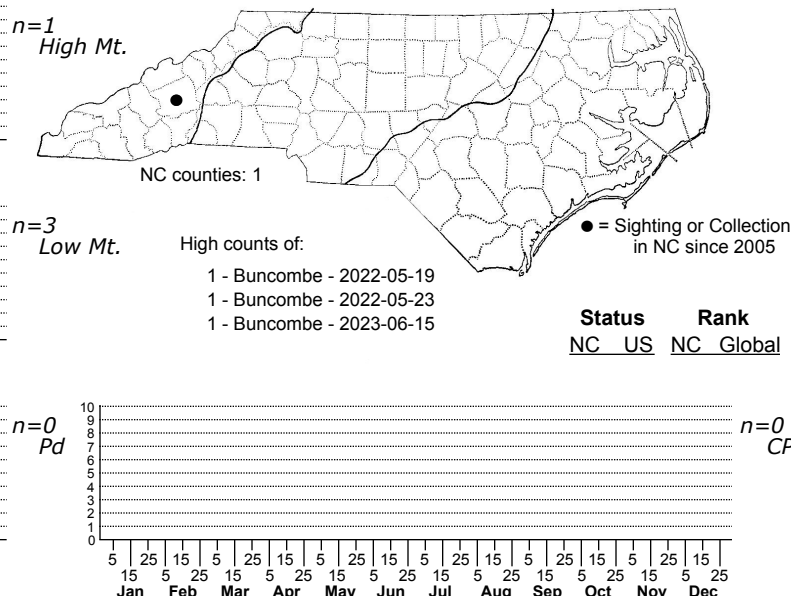 n=1
High Mt.
NC counties: 1
n=3
Low Mt.
High counts of:
1 - Buncombe - 2022-05-19
1 - Buncombe - 2022-05-23
1 - Buncombe - 2023-06-15
● = Sighting or Collection
in NC since 2005
Status Rank
NC US NC Global
n=0
Pd
10
9
8
7
6
5
4
3
2
1
0
n=0
CP
5 25 15 5 25 15 5 25 15 5 25 15 5 25 15 5 25 15
15 5 25 15 5 25 15 5 25 15 5 25 15 5 25 15 5 25
Jan Feb Mar Apr May Jun Jul Aug Sep Oct Nov Dec